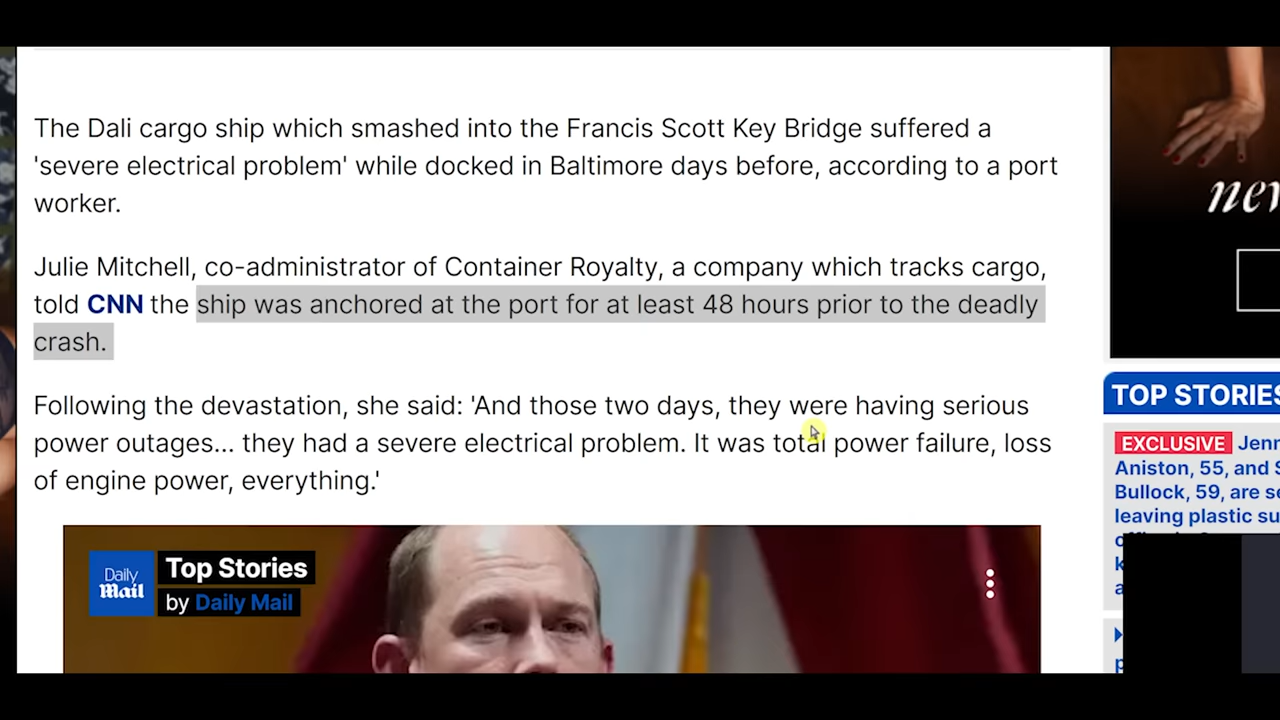 The Dali cargo ship which smashed into the Francis Scott Key Bridge suffered a
'severe electrical problem' while docked in Baltimore days before, according to a port
worker.
Julie Mitchell, co-administrator of Container Royalty, a company which tracks cargo,
told CNN the ship was anchored at the port for at least 48 hours prior to the deadly
crash.
Following the devastation, she said: 'And those two days, they were having serious
power outages... they had a severe electrical problem. It was total power failure, loss
of engine power, everything.'
Daily
Mail
Top Stories
by Daily Mail
TOP STORIES
EXCLUSIVE
Aniston, 55, and
Bullock, 59, are
leaving plastic